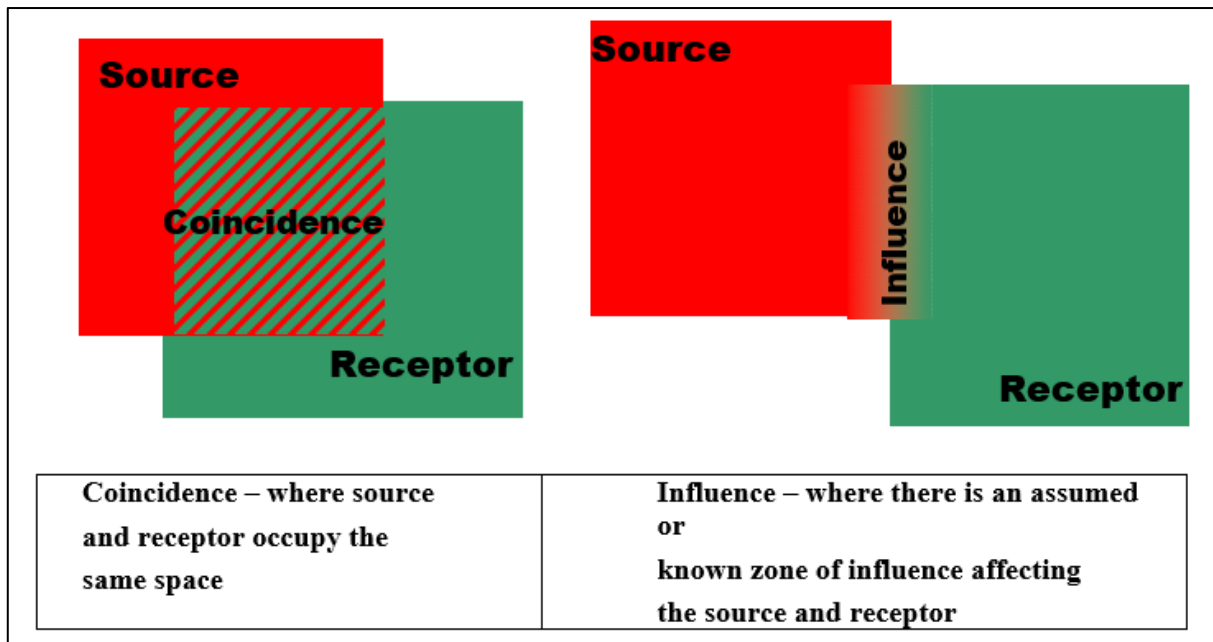 Source
Coincidence
Receptor
Source
Influence
Receptor
Coincidence – where source
and receptor occupy the
same space
Influence – where there is an assumed
or
known zone of influence affecting
the source and receptor